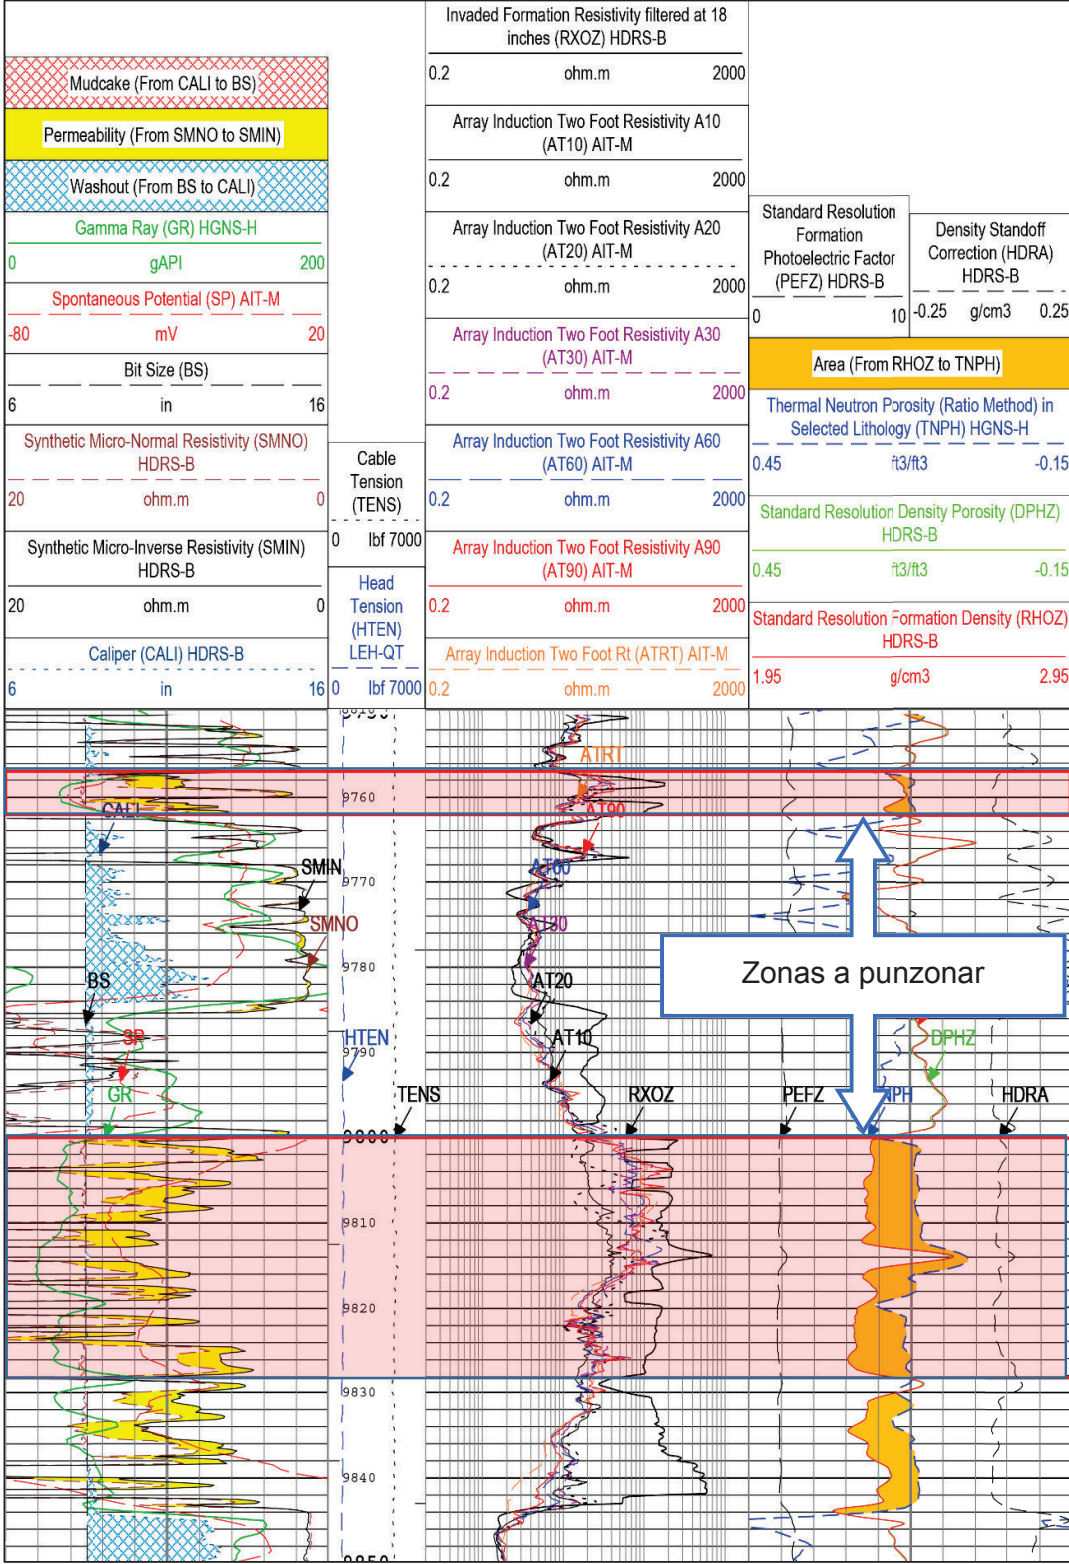 Mudcake (From CALI to BS)
Permeability (From SMNO to SMIN)
Washout (From BS to CALI)
Gamma Ray (GR) HGNS-H
0 gAPI 200
Spontaneous Potential (SP) AIT-M
-80 mV 20
Bit Size (BS)
6 in 16
Synthetic Micro-Normal Resistivity (SMNO)
HDRS-B
20 ohm.m 0
Synthetic Micro-Inverse Resistivity (SMIN)
HDRS-B
20 ohm.m 0
Caliper (CALI) HDRS-B
6 in 16
Cable
Tension
(TENS)
0 lbf 7000
Head
Tension
(HTEN)
LEH-QT
0 lbf 7000
Invaded Formation Resistivity filtered at 18
inches (RXOZ) HDRS-B
0.2 ohm.m 2000
Array Induction Two Foot Resistivity A10
(AT10) AIT-M
0.2 ohm.m 2000
Array Induction Two Foot Resistivity A20
(AT20) AIT-M
0.2 ohm.m 2000
Array Induction Two Foot Resistivity A30
(AT30) AIT-M
0.2 ohm.m 2000
Array Induction Two Foot Resistivity A60
(AT60) AIT-M
0.2 ohm.m 2000
Array Induction Two Foot Resistivity A90
(AT90) AIT-M
0.2 ohm.m 2000
Array Induction Two Foot Rt (ATRT) AIT-M
0.2 ohm.m 2000
Standard Resolution
Formation
Photoelectric Factor
(PEFZ) HDRS-B
0 10
Density Standoff
Correction (HDRA)
HDRS-B
-0.25 g/cm3 0.25
Area (From RHOZ to TNPH)
Thermal Neutron Porosity (Ratio Method) in
Selected Lithology (TNPH) HGNS-H
0.45 ft3/ft3 -0.15
Standard Resolution Density Porosity (DPHZ)
HDRS-B
0.45 ft3/ft3 -0.15
Standard Resolution Formation Density (RHOZ)
HDRS-B
1.95 g/cm3 2.95
ATRT
9760
CALI
AT90
SMIN
9770
AT60
SMNO
AT30
BS
9780
AT20
Zonas a punzonar
SP
HTEN
9790
AT10
DPHZ
GR
TENS
RXOZ
PEFZ
NPH
HDRA
9800
9810
9820
9830
9840
9850